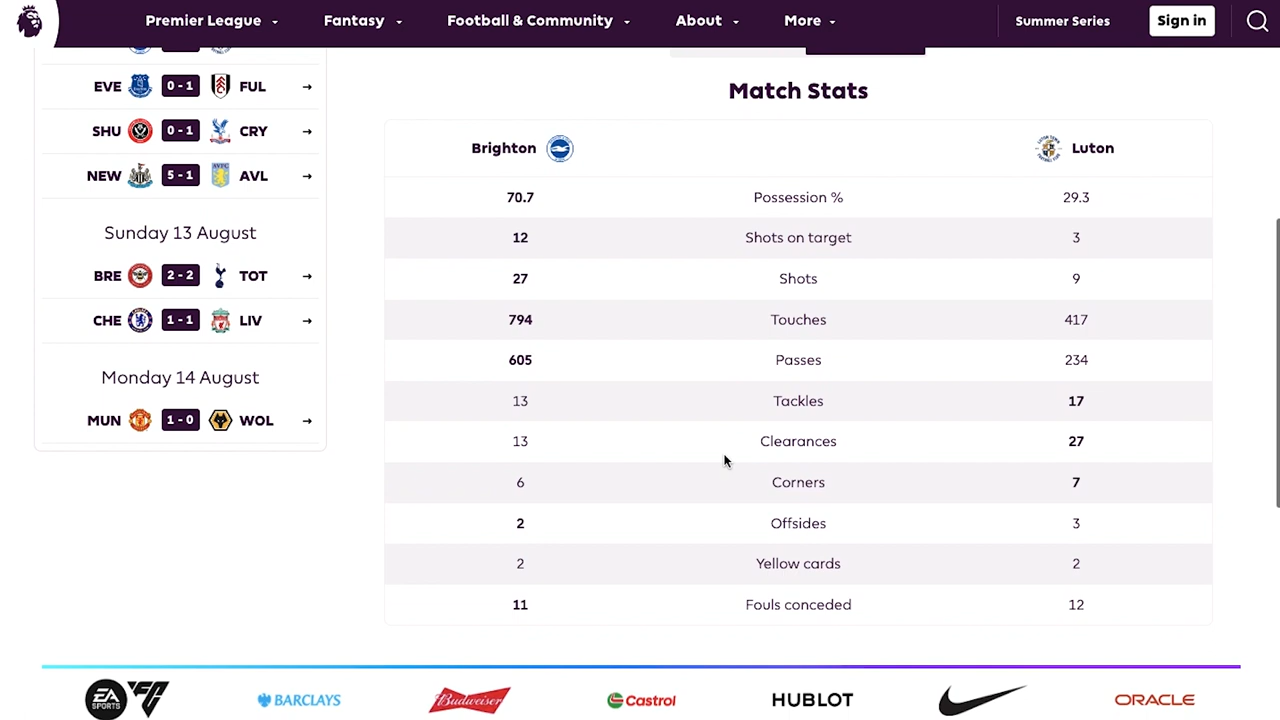 Premier League
Fantasy
Football & Community
About
More
Summer Series
Sign in
EVE 0 - 1 FUL
SHU 0 - 1 CRY
NEW 5 - 1 AVL
Sunday 13 August
BRE 2 - 2 TOT
CHE 1 - 1 LIV
Monday 14 August
MUN 1 - 0 WOL
Match Stats
Brighton Luton
70.7 Possession % 29.3
12 Shots on target 3
27 Shots 9
794 Touches 417
605 Passes 234
13 Tackles 17
13 Clearances 27
6 Corners 7
2 Offsides 3
2 Yellow cards 2
11 Fouls conceded 12
EA SPORTS FC
BARCLAYS
Budweiser
Castrol
HUBLOT
ORACLE